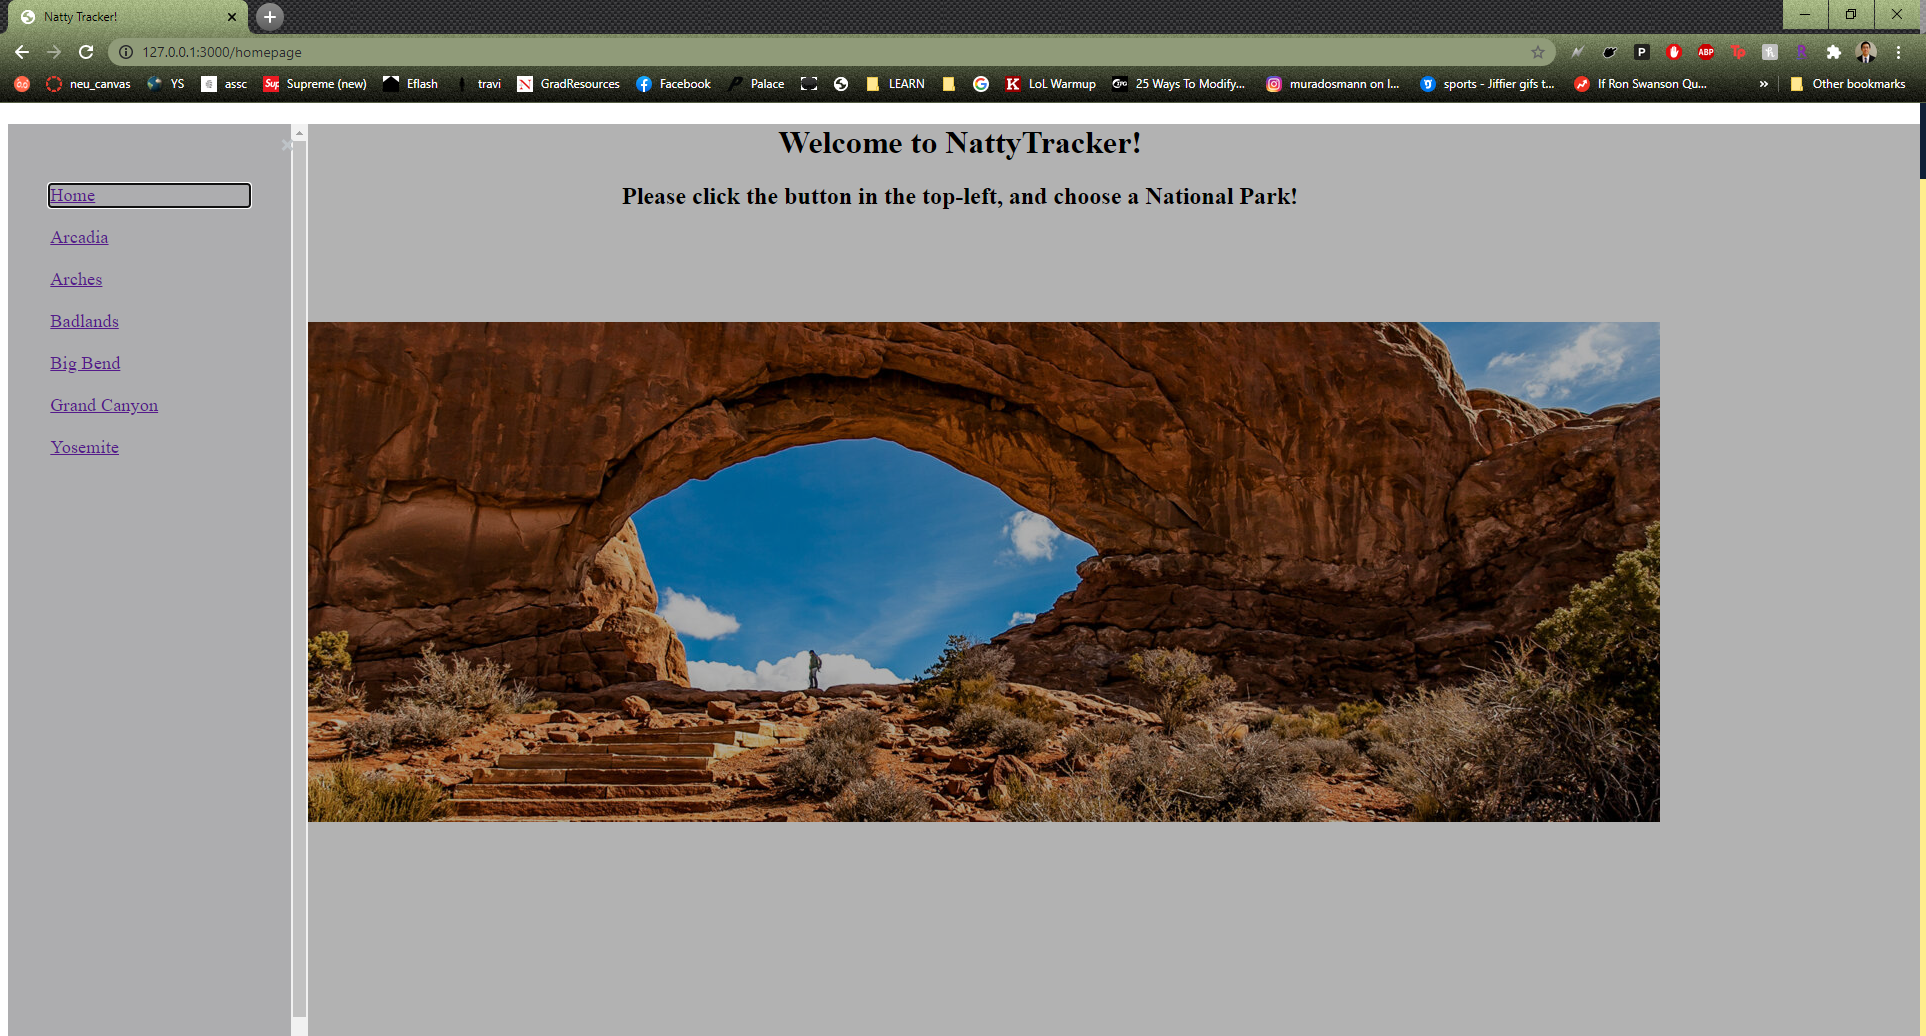 Natty Tracker!
127.0.0.1:3000/homepage
neu_canvas YS assc Supreme (new) Eflash travi GradResources Facebook Palace LEARN LoL Warmup 25 Ways To Modify... muradosmann on I... sports - Jiffier gifs t... If Ron Swanson Qu... » Other bookmarks
Welcome to NattyTracker!
Please click the button in the top-left, and choose a National Park!
Home
Arcadia
Arches
Badlands
Big Bend
Grand Canyon
Yosemite